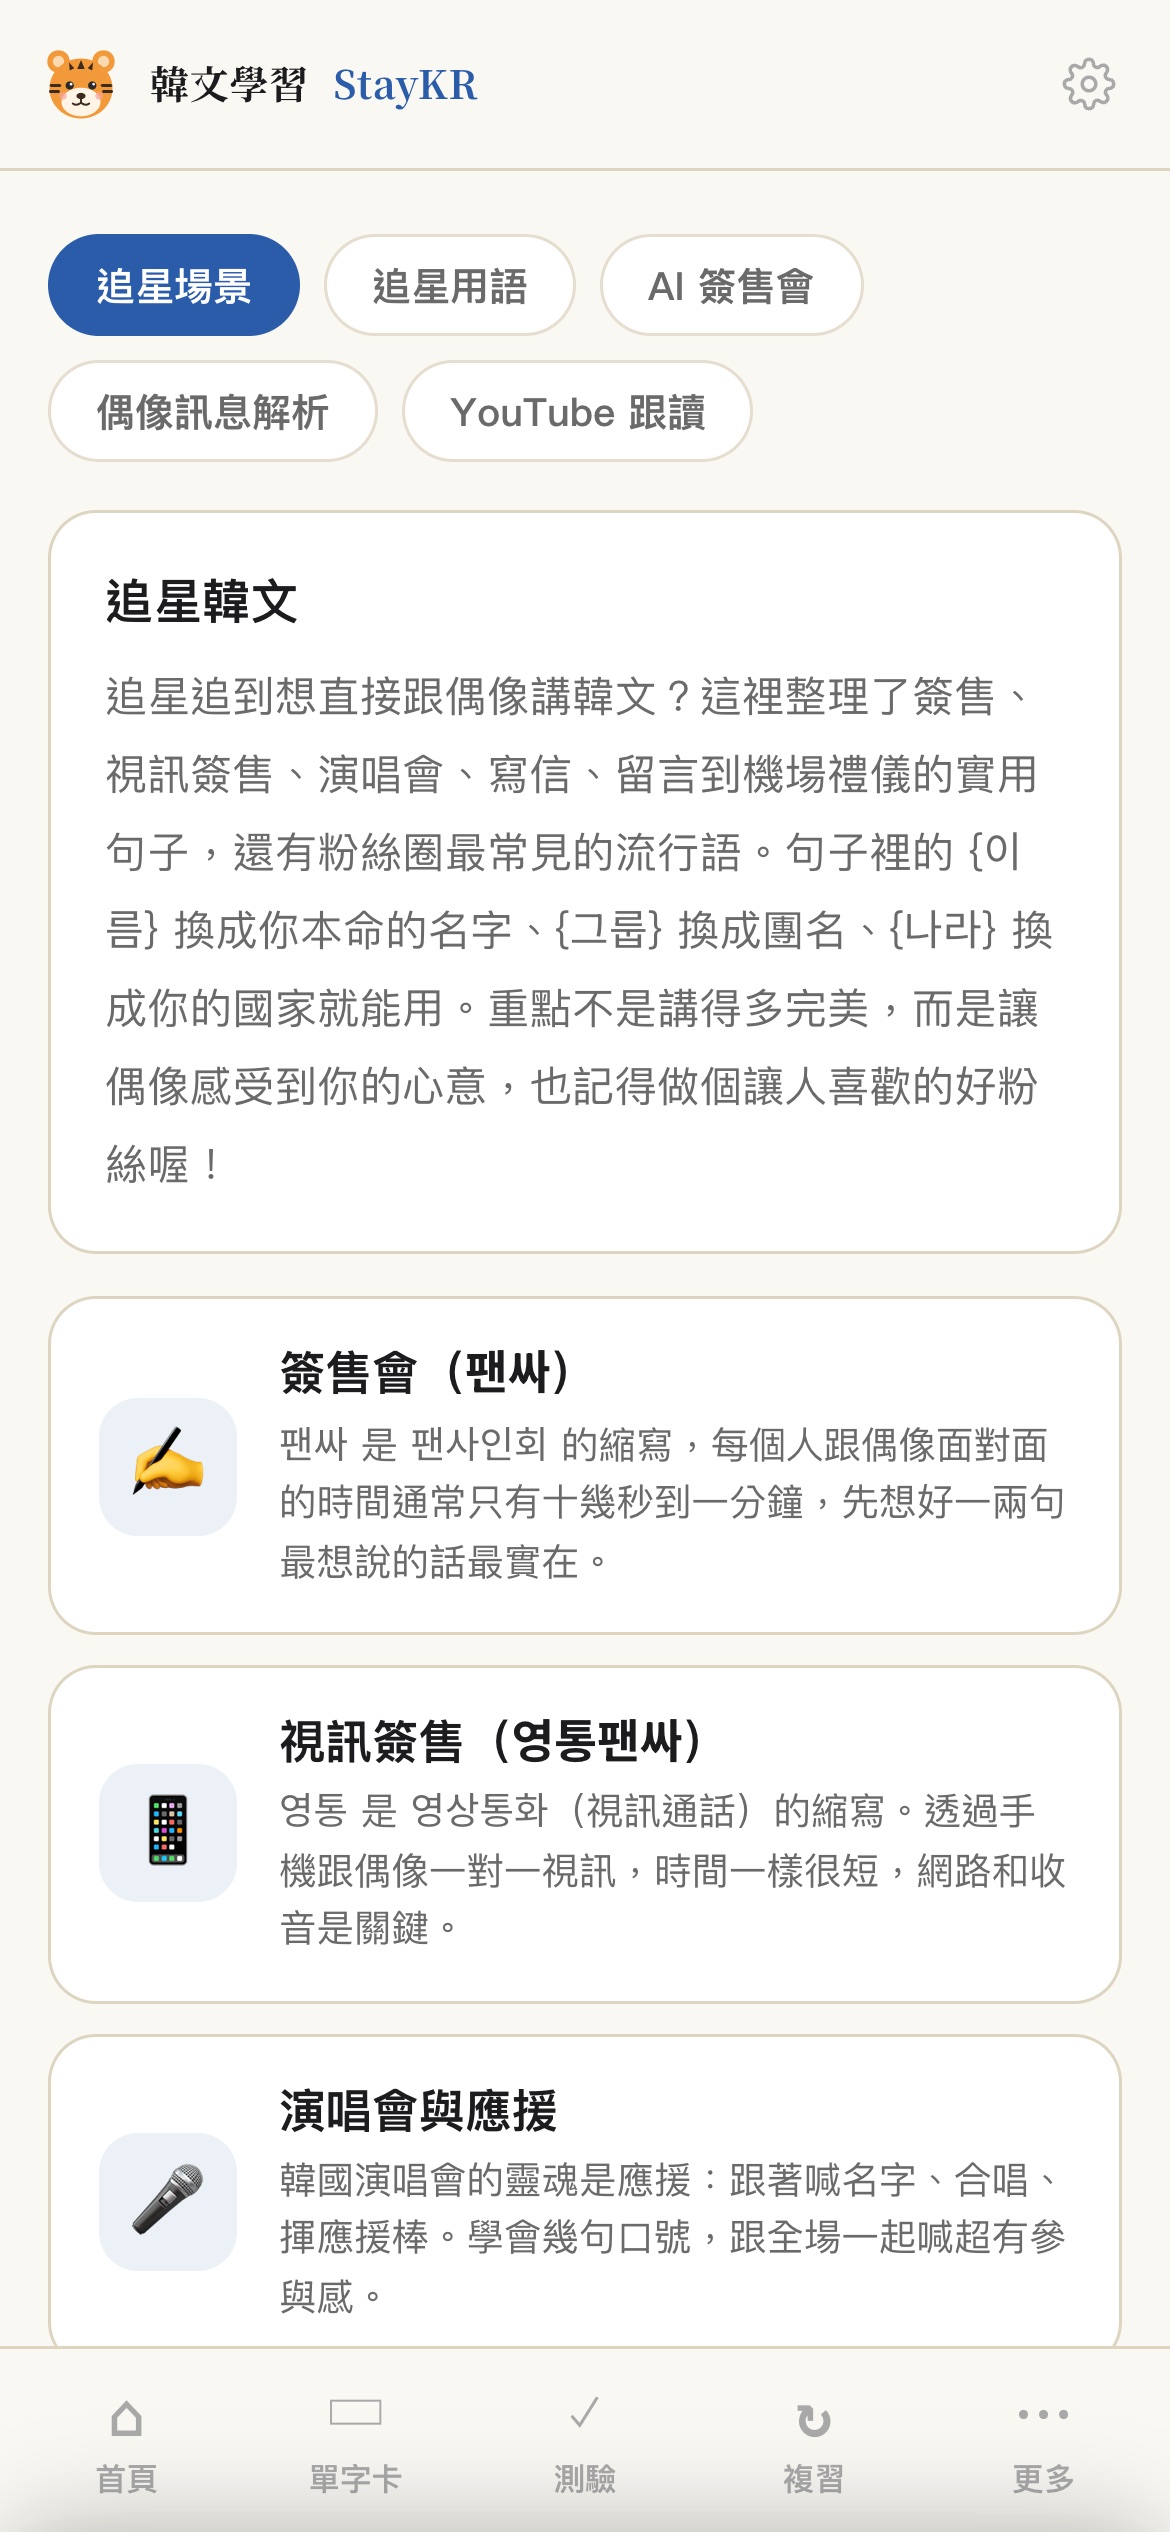 韓文學習 StayKR
追星場景
追星用語
AI 簽售會
偶像訊息解析
YouTube 跟讀
追星韓文
追星追到想直接跟偶像講韓文？這裡整理了簽售、
視訊簽售、演唱會、寫信、留言到機場禮儀的實用
句子，還有粉絲圈最常見的流行語。句子裡的 {이
름} 換成你本命的名字、{그룹} 換成團名、{나라} 換
成你的國家就能用。重點不是講得多完美，而是讓
偶像感受到你的心意，也記得做個讓人喜歡的好粉
絲喔！
簽售會（팬싸）
팬싸 是 팬사인회 的縮寫，每個人跟偶像面對面
的時間通常只有十幾秒到一分鐘，先想好一兩句
最想說的話最實在。
視訊簽售（영통팬싸）
영통 是 영상통화（視訊通話）的縮寫。透過手
機跟偶像一對一視訊，時間一樣很短，網路和收
音是關鍵。
演唱會與應援
韓國演唱會的靈魂是應援：跟著喊名字、合唱、
揮應援棒。學會幾句口號，跟全場一起喊超有參
與感。
首頁
單字卡
測驗
複習
更多